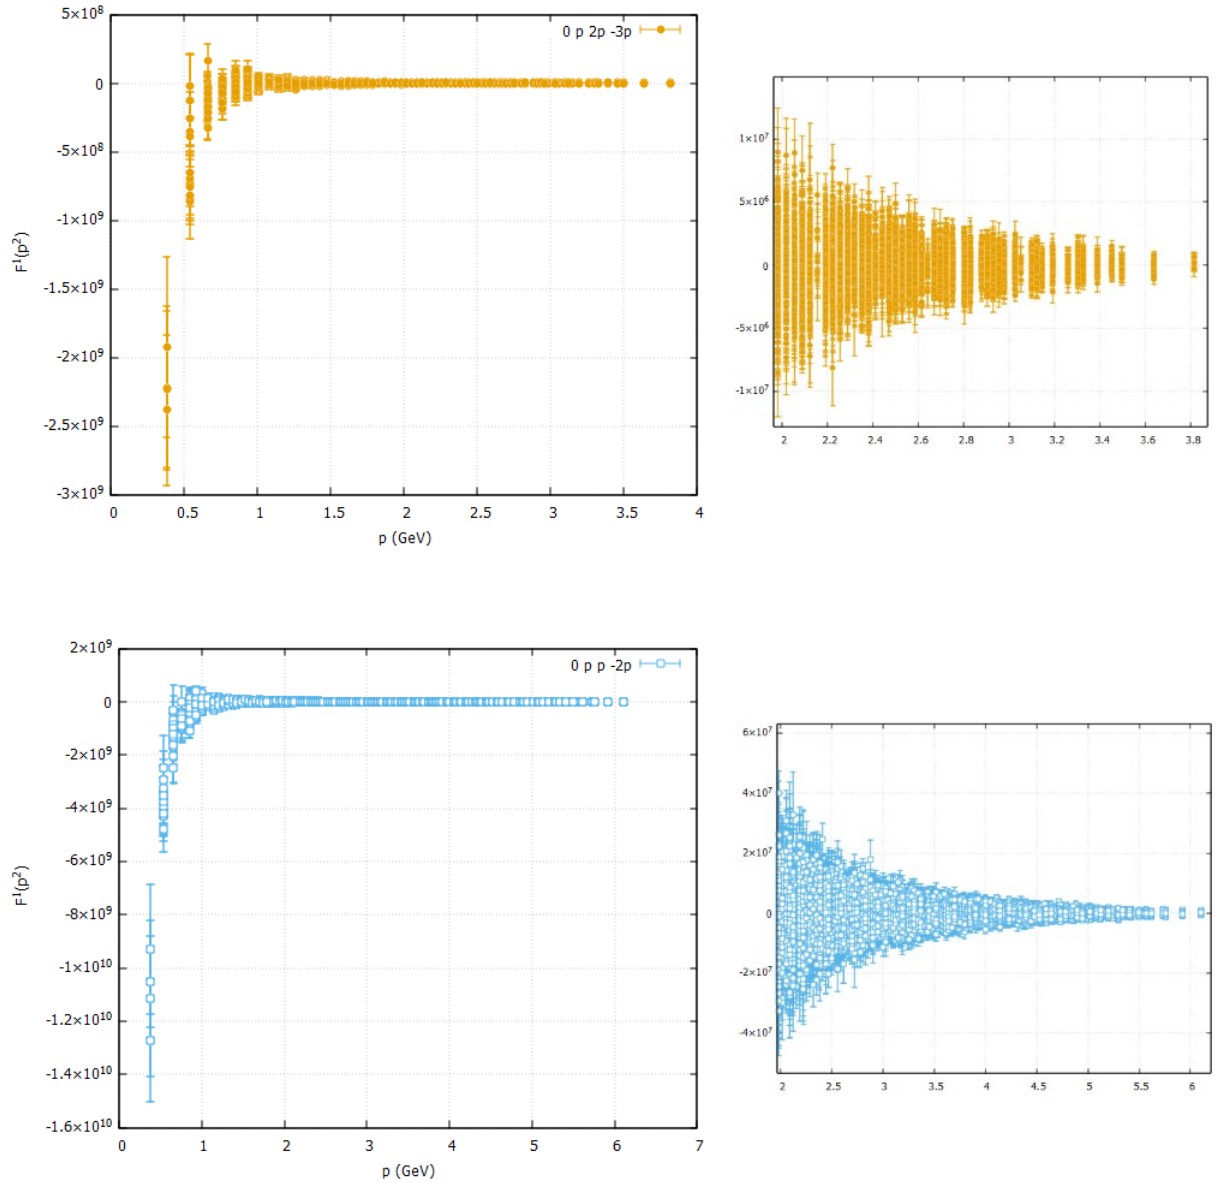 5×10⁸
0
-5×10⁸
-1×10⁹
-1.5×10⁹
-2×10⁹
-2.5×10⁹
-3×10⁹
F¹(p²)
0 p 2p -3p
0 0.5 1 1.5 2 2.5 3 3.5 4
p (GeV)
1×10⁷
5×10⁶
0
-5×10⁶
-1×10⁷
2 2.2 2.4 2.6 2.8 3 3.2 3.4 3.6 3.8
2×10⁹
0
-2×10⁹
-4×10⁹
-6×10⁹
-8×10⁹
-1×10¹⁰
-1.2×10¹⁰
-1.4×10¹⁰
-1.6×10¹⁰
F¹(p²)
0 p p -2p
0 1 2 3 4 5 6 7
p (GeV)
6×10⁷
4×10⁷
2×10⁷
0
-2×10⁷
-4×10⁷
2 2.5 3 3.5 4 4.5 5 5.5 6